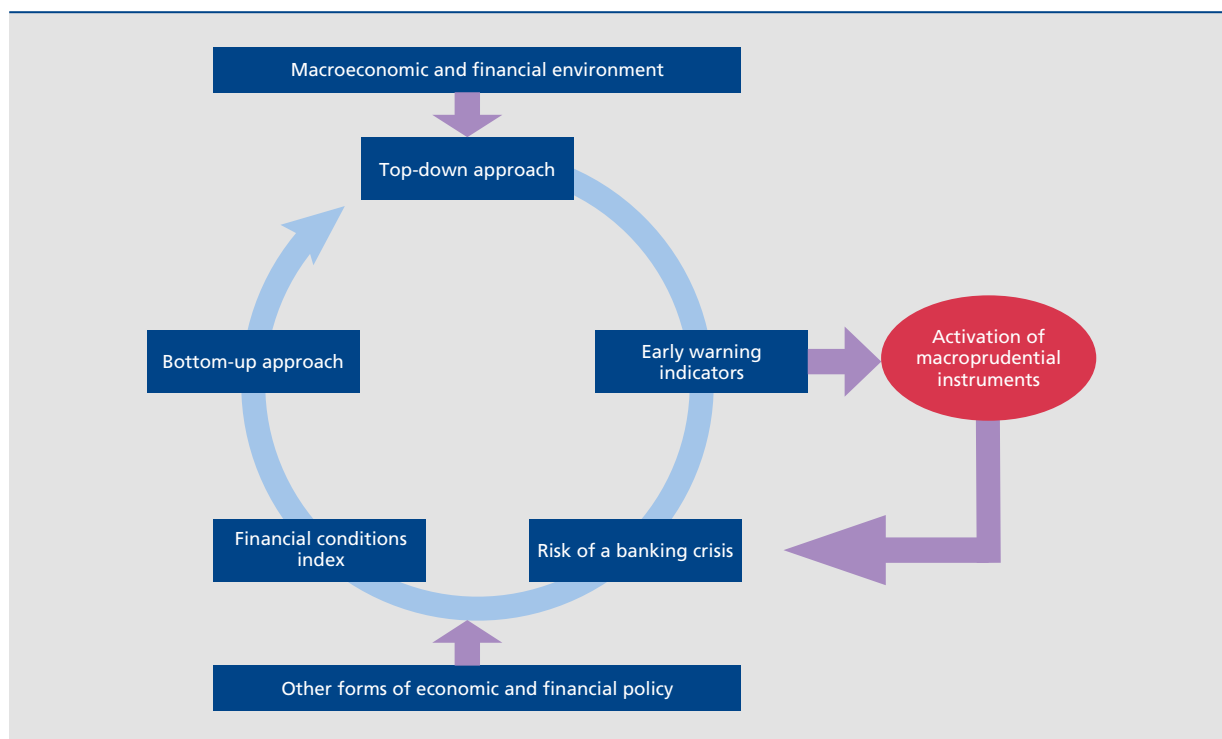 Macroeconomic and financial environment
Top-down approach
Bottom-up approach
Early warning
indicators
Activation of
macroprudential
instruments
Financial conditions
index
Risk of a banking crisis
Other forms of economic and financial policy